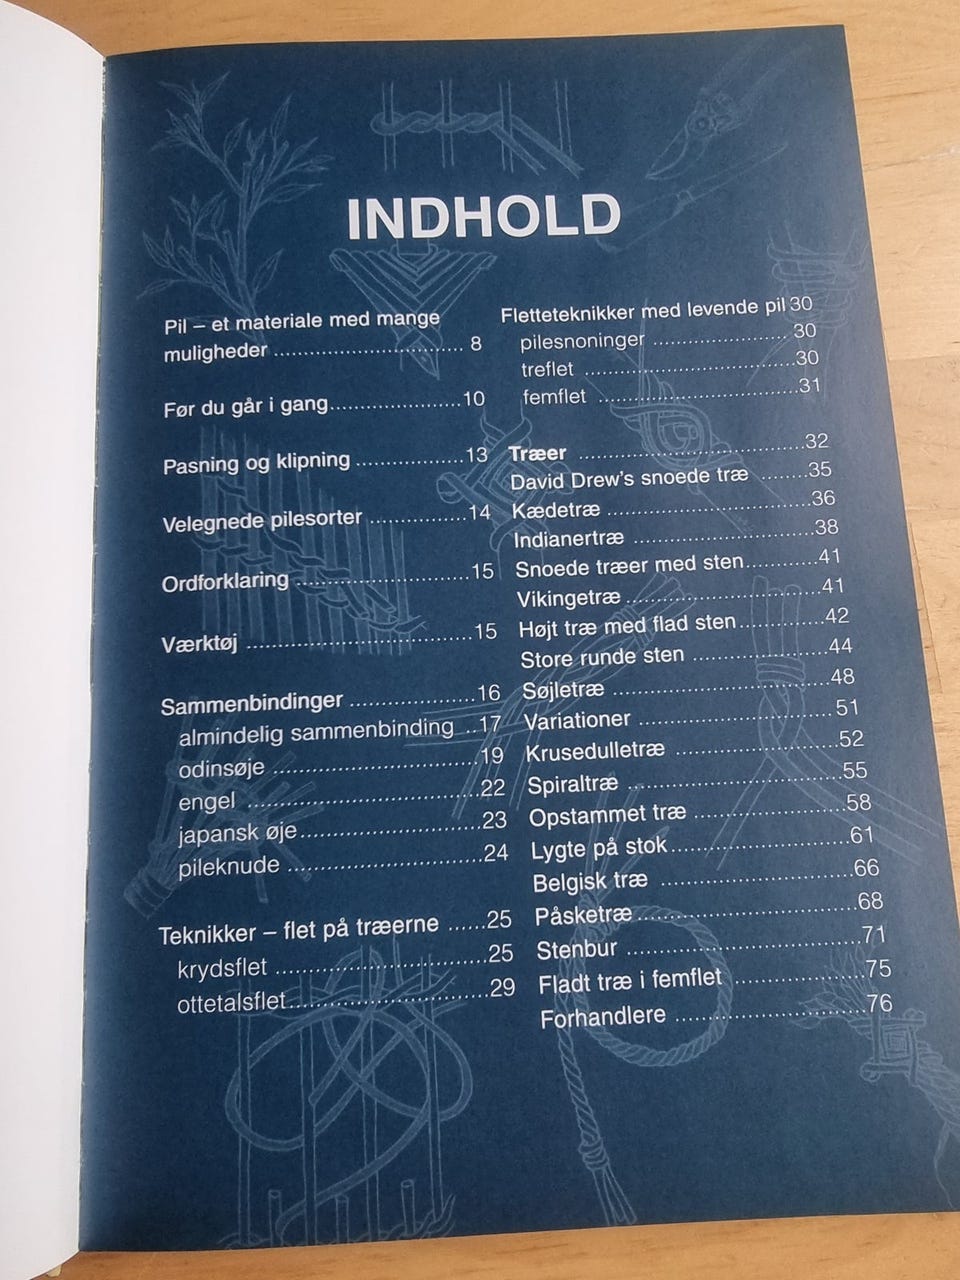 INDHOLD
Pil – et materiale med mange
muligheder ........................... 8
Før du går i gang.....................10
Pasning og klipning .................13
Velegnede pilesorter ...............14
Ordforklaring ...........................15
Værktøj ...................................15
Sammenbindinger ...................16
almindelig sammenbinding ..17
odinsøje ................................19
engel ....................................22
japansk øje............................23
pileknude ..............................24
Teknikker – flet på træerne ......25
krydsflet ................................25
ottetalsflet..............................29
Fletteteknikker med levende pil 30
pilesnoninger ..................... 30
treflet .................................30
femflet ................................31
Træer ...................................32
David Drew's snoede træ .......35
Kædetræ ................................36
Indianertræ ............................38
Snoede træer med sten...........41
Vikingetræ..............................41
Højt træ med flad sten.............42
Store runde sten ....................44
Søjletræ .................................48
Variationer .............................51
Krusedulletræ ........................52
Spiraltræ ................................55
Opstammet træ ......................58
Lygte på stok..........................61
Belgisk træ ............................66
Påsketræ................................68
Stenbur ..................................71
Fladt træ i femflet ...................75
Forhandlere ...........................76